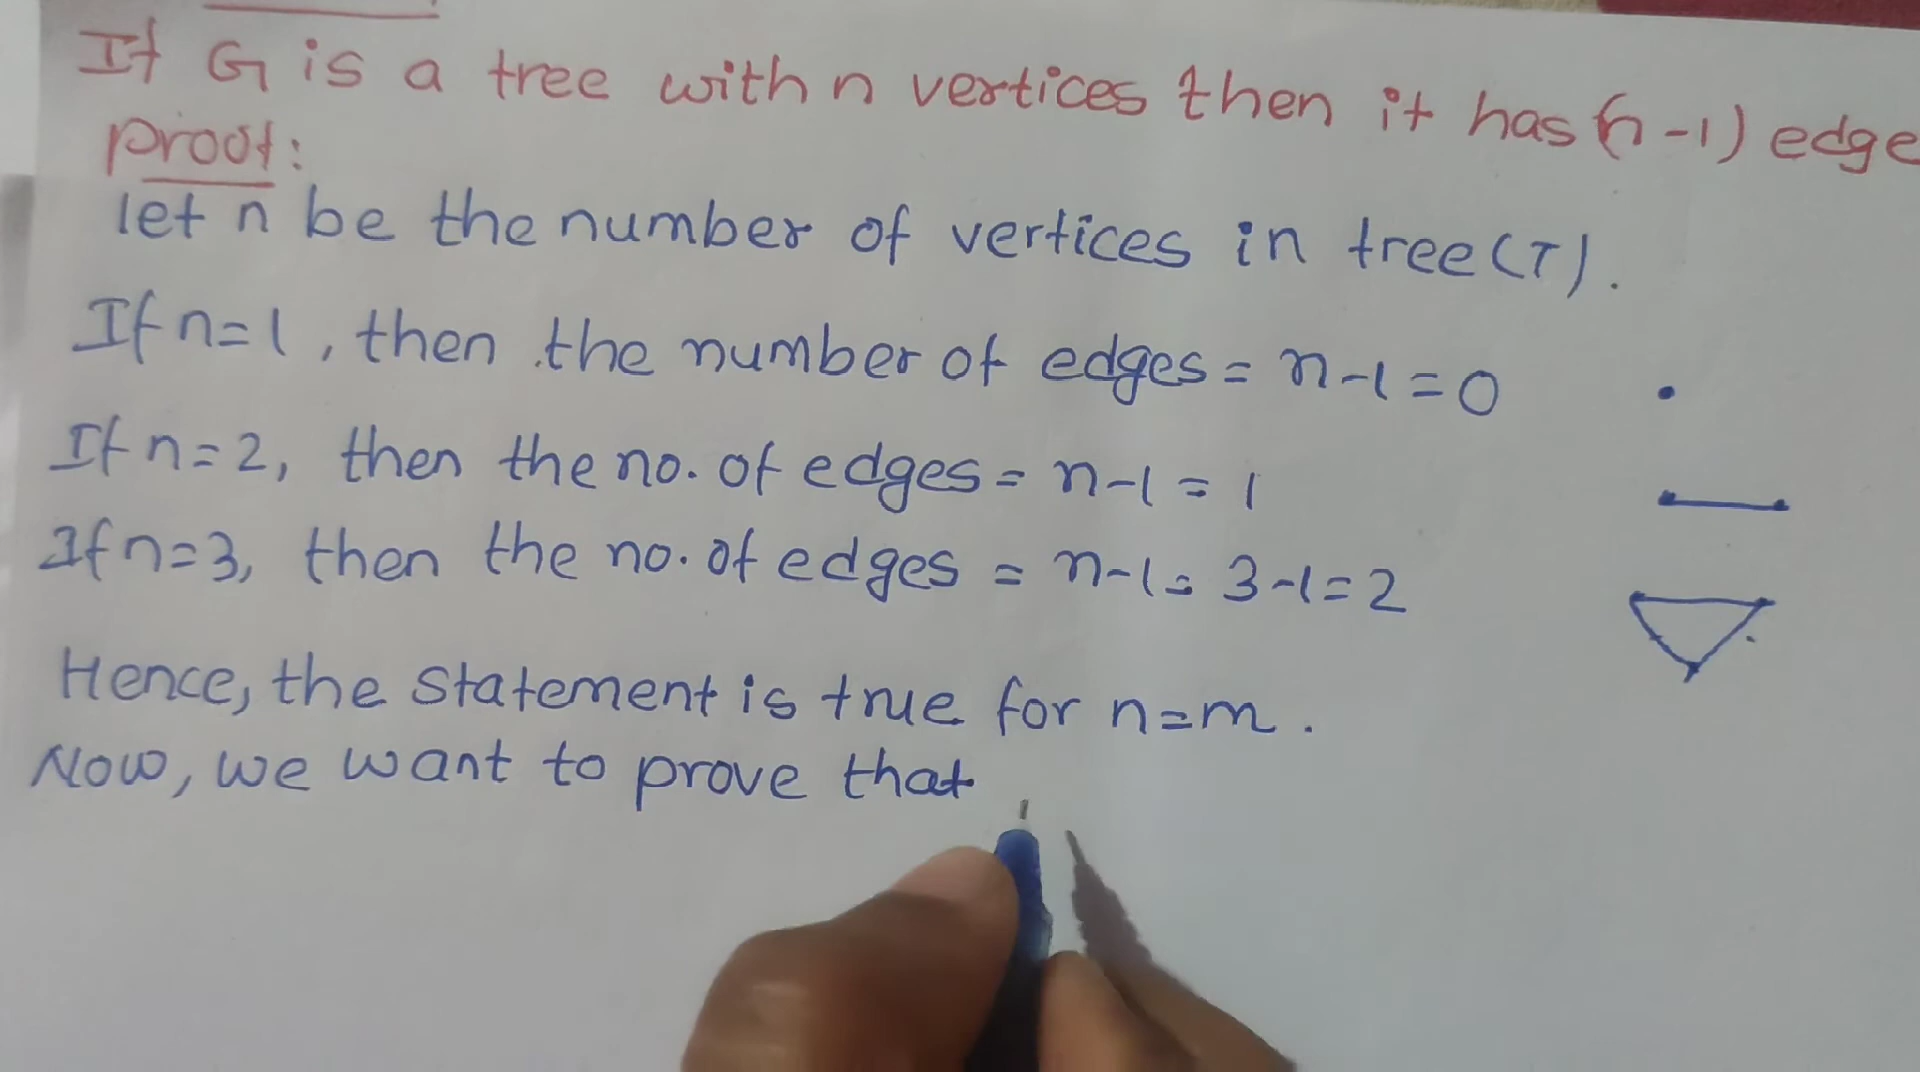 If G is a tree with n vertices then it has (n-1) edge
proof:
let n be the number of vertices in tree (T).
If n=1, then the number of edges = n-1=0
If n=2, then the no. of edges = n-1 = 1
If n=3, then the no. of edges = n-1= 3-1=2
Hence, the statement is true for n=m.
Now, we want to prove that